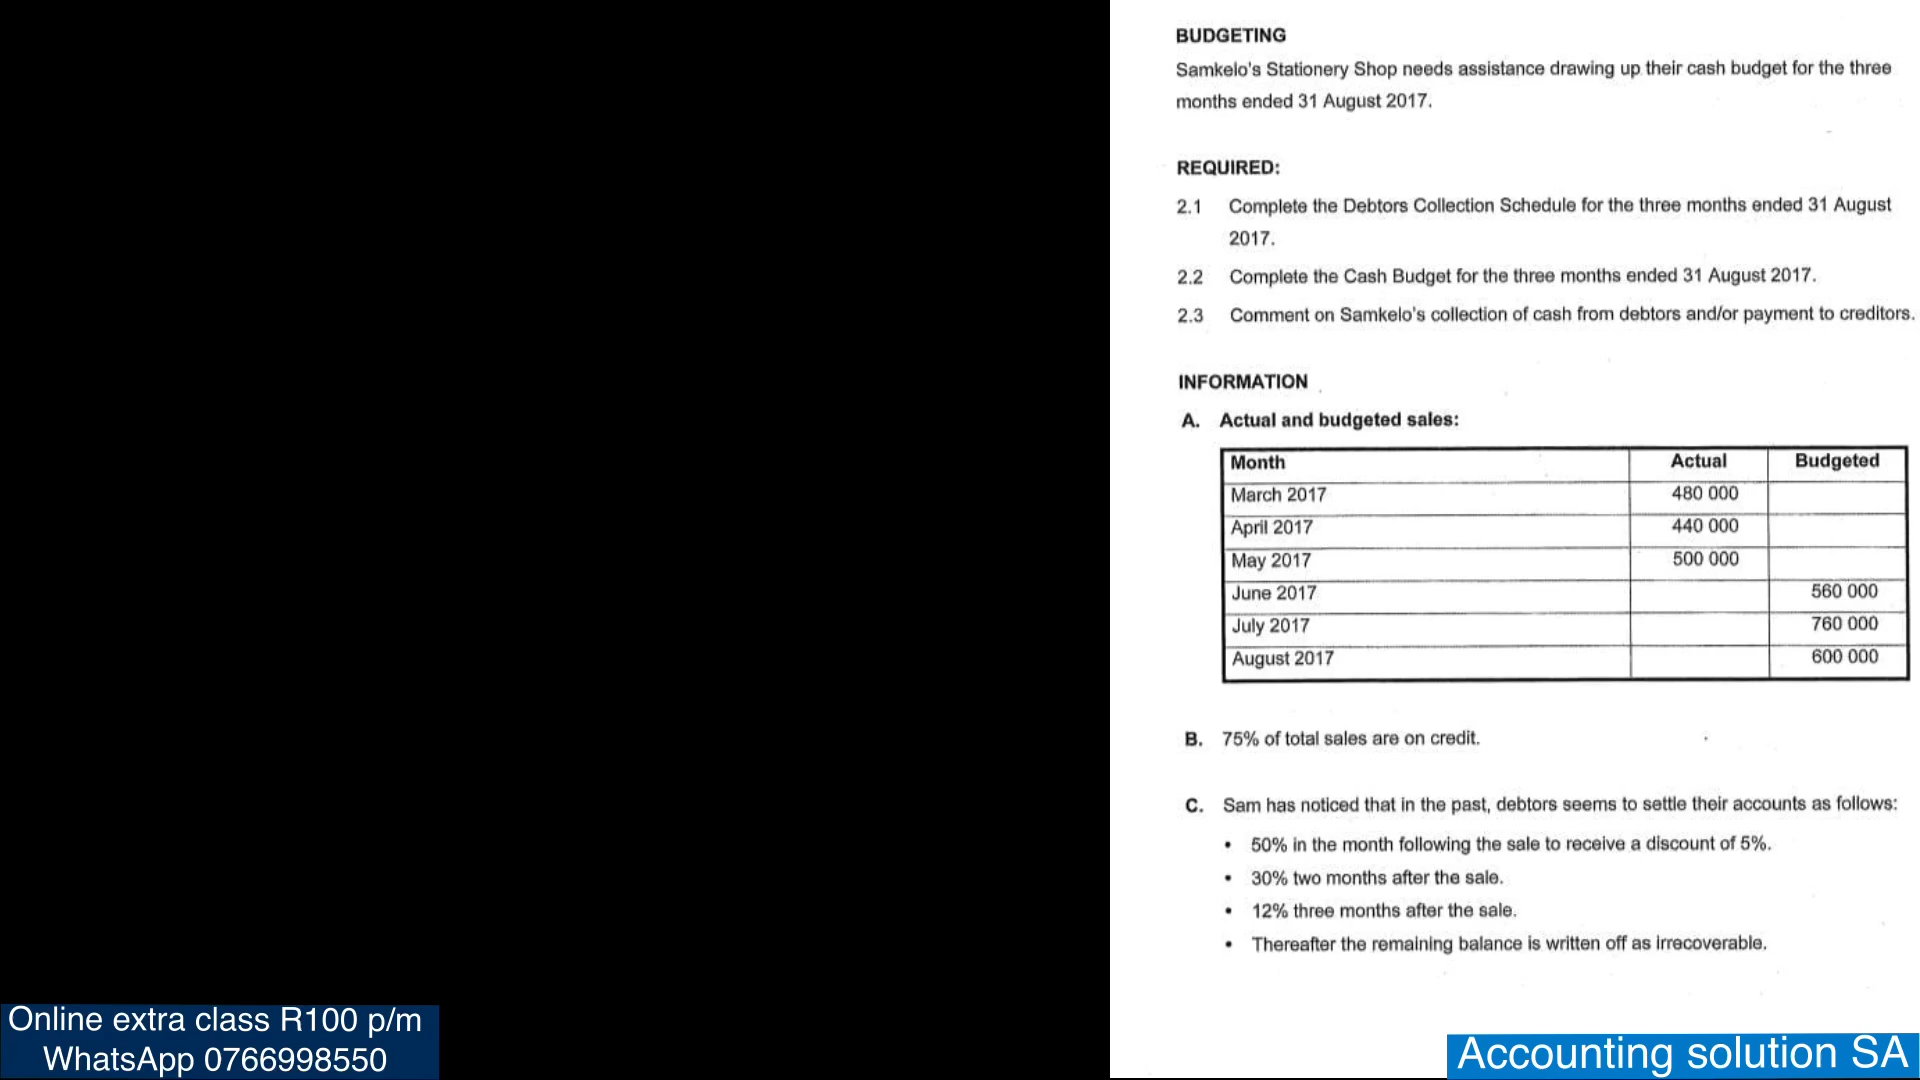 BUDGETING
Samkelo's Stationery Shop needs assistance drawing up their cash budget for the three
months ended 31 August 2017.
REQUIRED:
2.1 Complete the Debtors Collection Schedule for the three months ended 31 August
2017.
2.2 Complete the Cash Budget for the three months ended 31 August 2017.
2.3 Comment on Samkelo's collection of cash from debtors and/or payment to creditors.
INFORMATION
A. Actual and budgeted sales:
Month Actual Budgeted
March 2017 480 000
April 2017 440 000
May 2017 500 000
June 2017 560 000
July 2017 760 000
August 2017 600 000
B. 75% of total sales are on credit.
C. Sam has noticed that in the past, debtors seems to settle their accounts as follows:
• 50% in the month following the sale to receive a discount of 5%.
• 30% two months after the sale.
• 12% three months after the sale.
• Thereafter the remaining balance is written off as irrecoverable.
Online extra class R100 p/m
WhatsApp 0766998550
Accounting solution SA